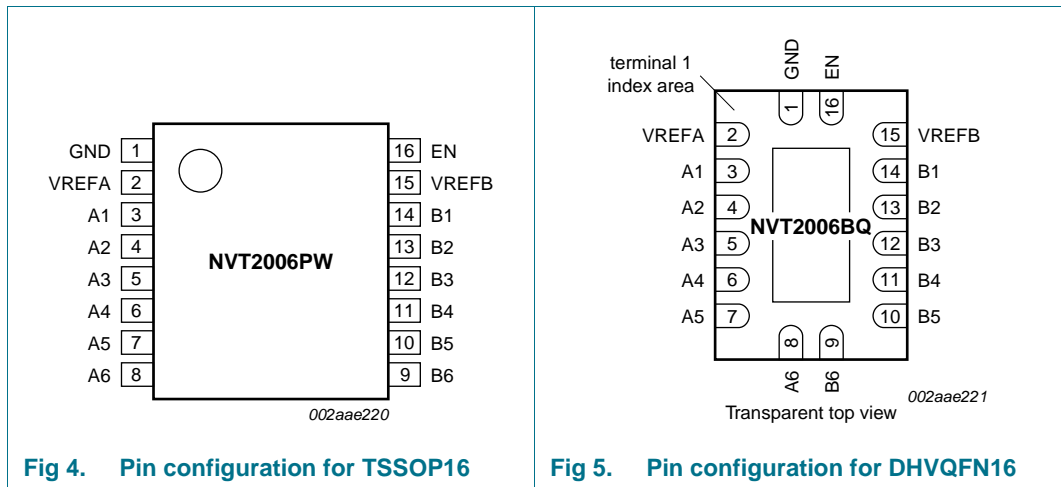 GND 1
VREFA 2
A1 3
A2 4
A3 5
A4 6
A5 7
A6 8
NVT2006PW
16 EN
15 VREFB
14 B1
13 B2
12 B3
11 B4
10 B5
9 B6
002aae220
Fig 4. Pin configuration for TSSOP16
terminal 1
index area
GND
1
EN
16
VREFA 2
A1 3
A2 4
A3 5
A4 6
A5 7
NVT2006BQ
15 VREFB
14 B1
13 B2
12 B3
11 B4
10 B5
8
A6
9
B6
002aae221
Transparent top view
Fig 5. Pin configuration for DHVQFN16